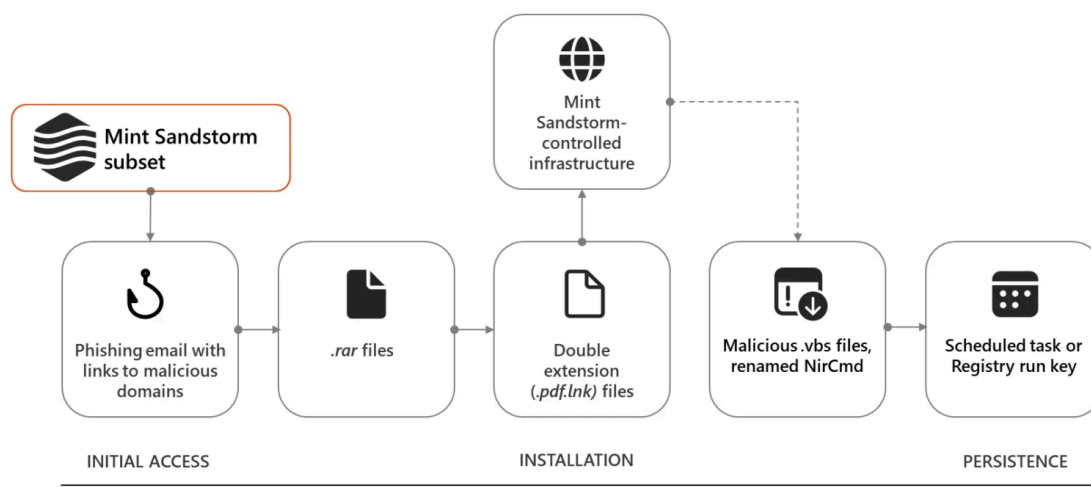 Mint Sandstorm
subset
Mint
Sandstorm-
controlled
infrastructure
Phishing email with
links to malicious
domains
.rar files
Double
extension
(.pdf.lnk) files
Malicious .vbs files,
renamed NirCmd
Scheduled task or
Registry run key
INITIAL ACCESS
INSTALLATION
PERSISTENCE